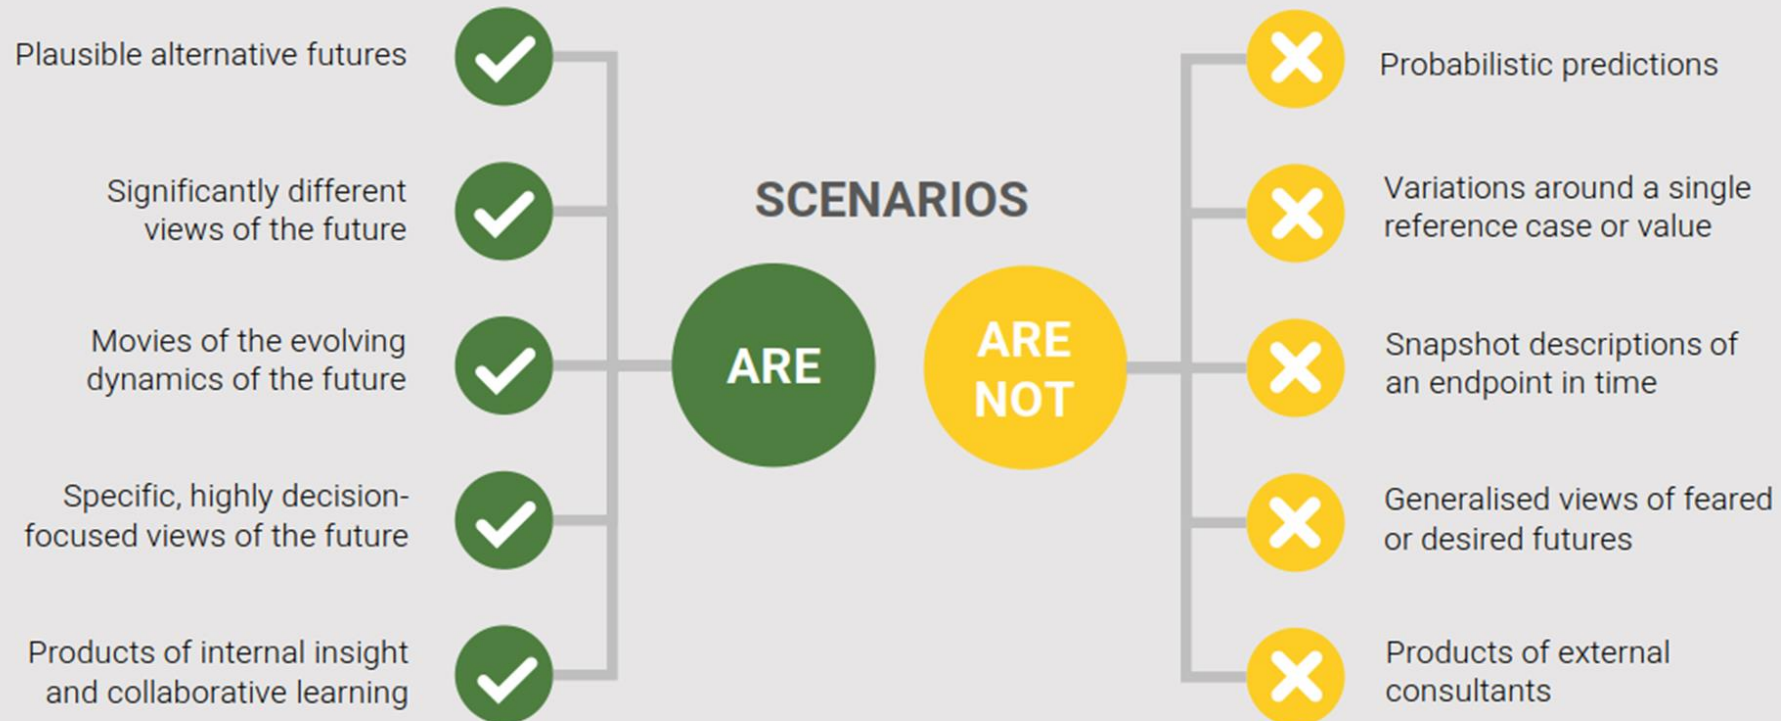 Plausible alternative futures
Significantly different
views of the future
Movies of the evolving
dynamics of the future
Specific, highly decision-
focused views of the future
Products of internal insight
and collaborative learning
SCENARIOS
ARE
ARE
NOT
Probabilistic predictions
Variations around a single
reference case or value
Snapshot descriptions of
an endpoint in time
Generalised views of feared
or desired futures
Products of external
consultants